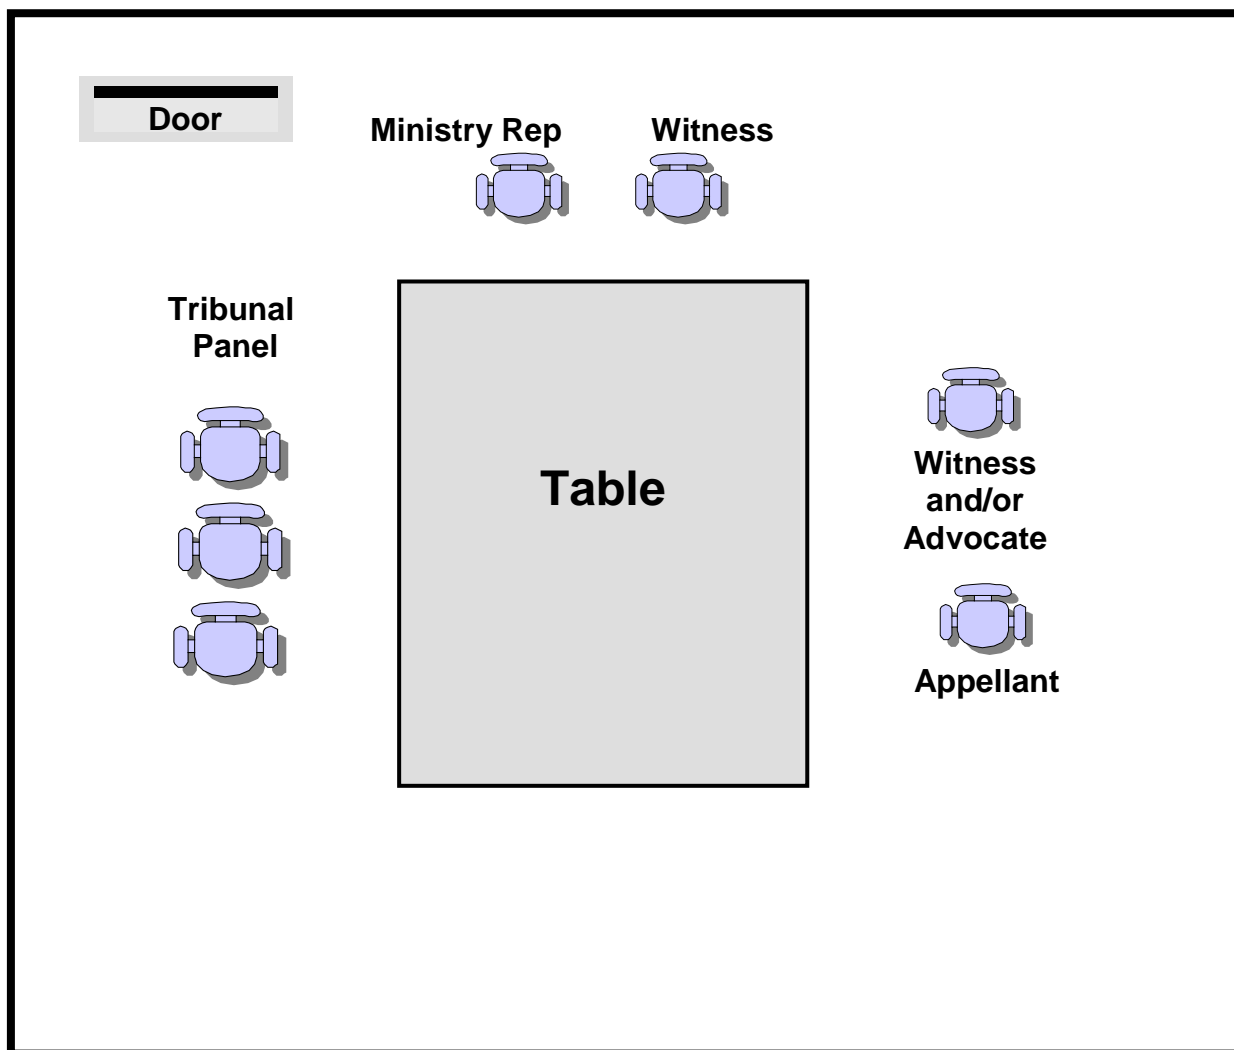 Door
Ministry Rep
Witness
Tribunal
Panel
Table
Witness
and/or
Advocate
Appellant